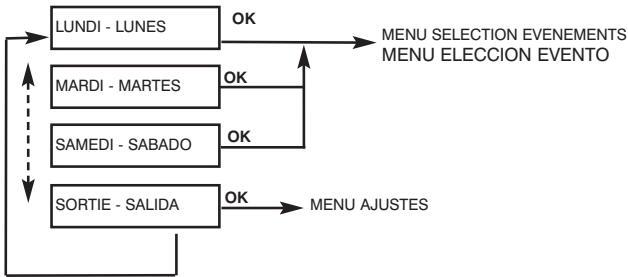 LUNDI - LUNES
OK
MENU SELECTION EVENEMENTS
MENU ELECCION EVENTO
MARDI - MARTES
OK
SAMEDI - SABADO
OK
SORTIE - SALIDA
OK
MENU AJUSTES